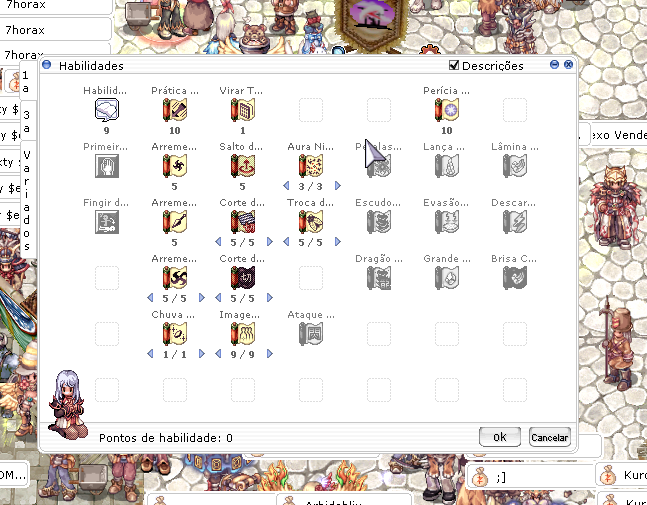 7horax
7horax
7horax
Habilidades
Descrições
1
a
3
a
V
a
r
i
a
d
o
s
Habilid...
Prática ...
Virar T...
Perícia ...
9
10
1
10
Primeir...
Arreme...
Salto do...
Aura Ni...
Lança ...
Lâmina ...
5
5
3 / 3
Fingir d...
Arreme...
Corte d...
Troca d...
Escudo...
Evasão...
Descar...
5
5 / 5
5 / 5
Arreme...
Corte d...
Dragão ...
Grande ...
Brisa C...
5 / 5
5 / 5
Chuva ...
Image...
Ataque ...
1 / 1
9 / 9
Pontos de habilidade: 0
ok
Cancelar
;]